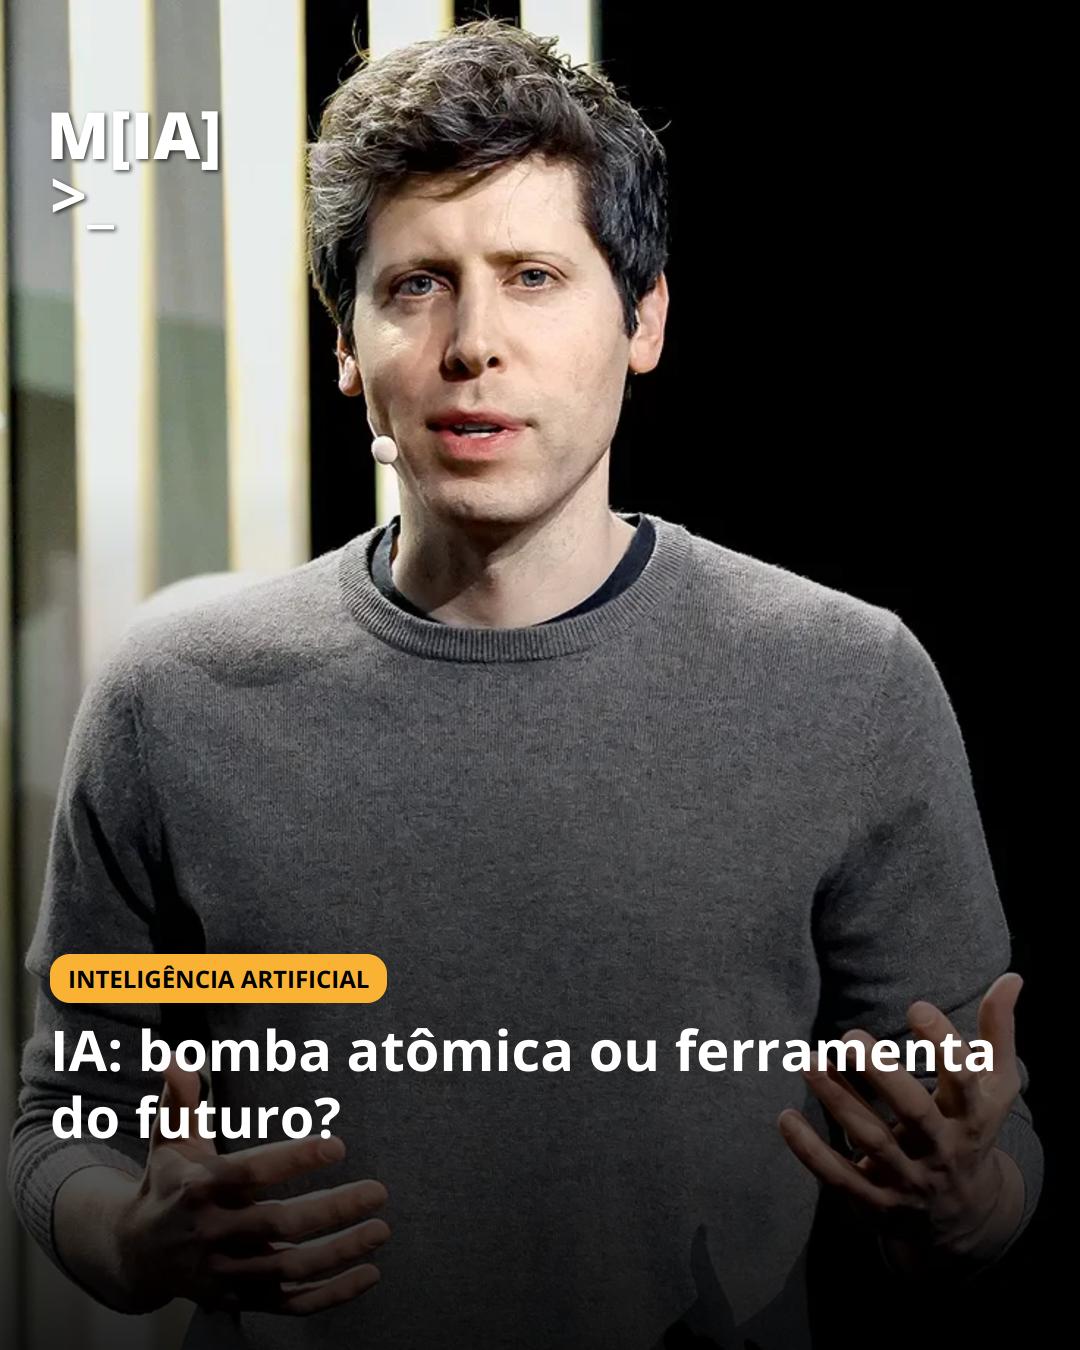 M[IA]
>_
INTELIGÊNCIA ARTIFICIAL
IA: bomba atômica ou ferramenta
do futuro?